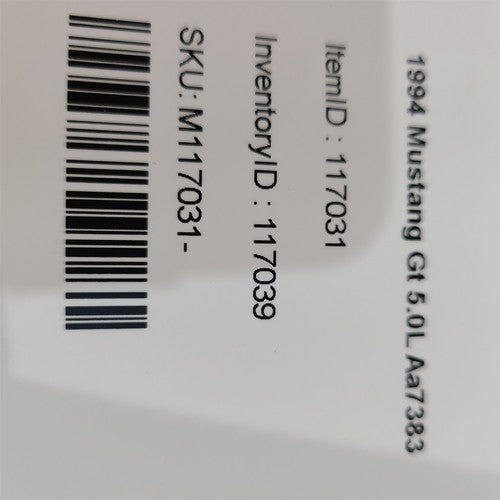 1994 Mustang Gt 5.0L Aa7383
ItemID : 117031
InventoryID : 117039
SKU: M117031-